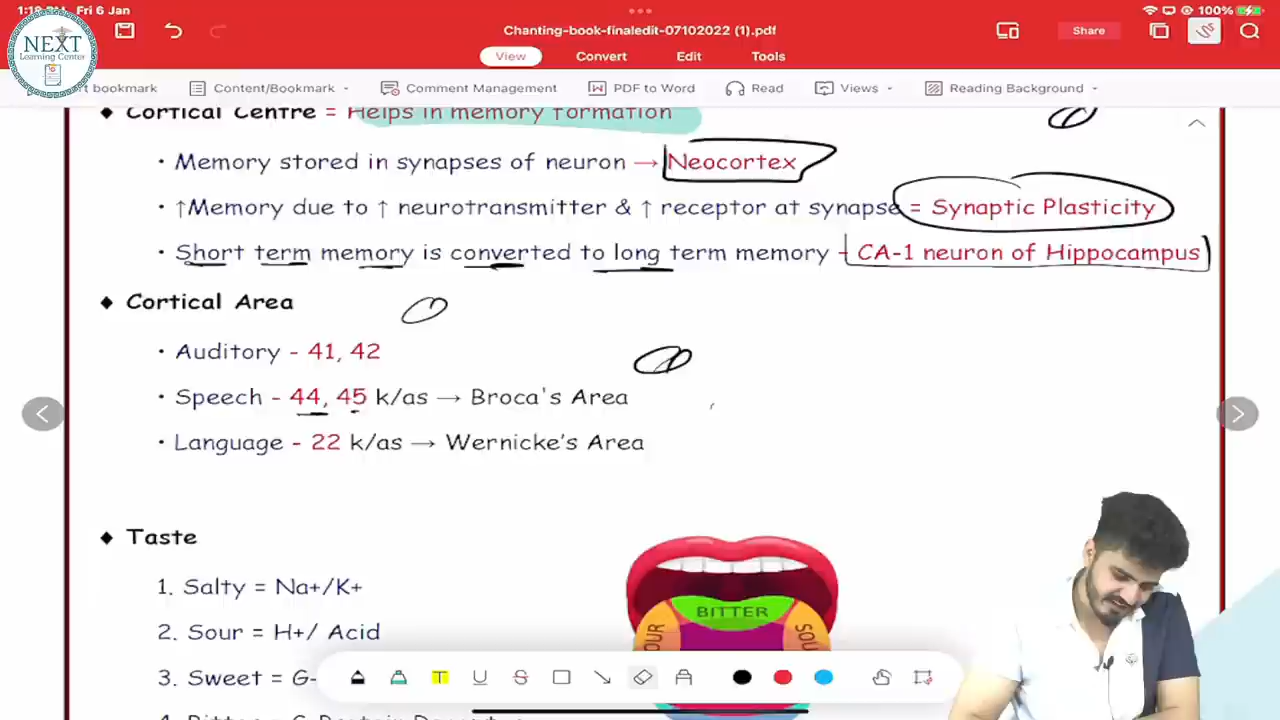 1:18 PM Fri 6 Jan
100%
NEXT
Learning Center
Chanting-book-finaledit-07102022 (1).pdf
Share
View Convert Edit Tools
bookmark Content/Bookmark Comment Management PDF to Word Read Views Reading Background
◆ Cortical Centre = Helps in memory formation
• Memory stored in synapses of neuron → Neocortex
• ↑Memory due to ↑ neurotransmitter & ↑ receptor at synapse = Synaptic Plasticity
• Short term memory is converted to long term memory - CA-1 neuron of Hippocampus
◆ Cortical Area
• Auditory - 41, 42
• Speech - 44, 45 k/as → Broca's Area
• Language - 22 k/as → Wernicke's Area
◆ Taste
1. Salty = Na+/K+
2. Sour = H+/ Acid
3. Sweet = G-
BITTER
OUR
SOU